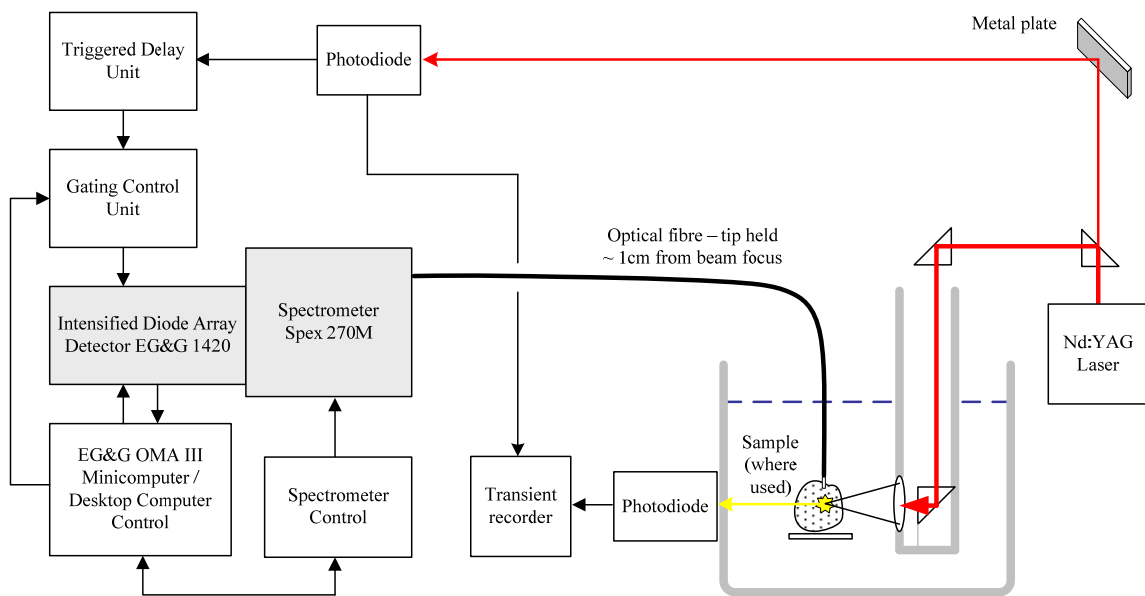 Metal plate
Triggered Delay
Unit
Photodiode
Gating Control
Unit
Optical fibre – tip held
~ 1cm from beam focus
Intensified Diode Array
Detector EG&G 1420
Spectrometer
Spex 270M
Nd:YAG
Laser
EG&G OMA III
Minicomputer /
Desktop Computer
Control
Spectrometer
Control
Transient
recorder
Photodiode
Sample
(where
used)